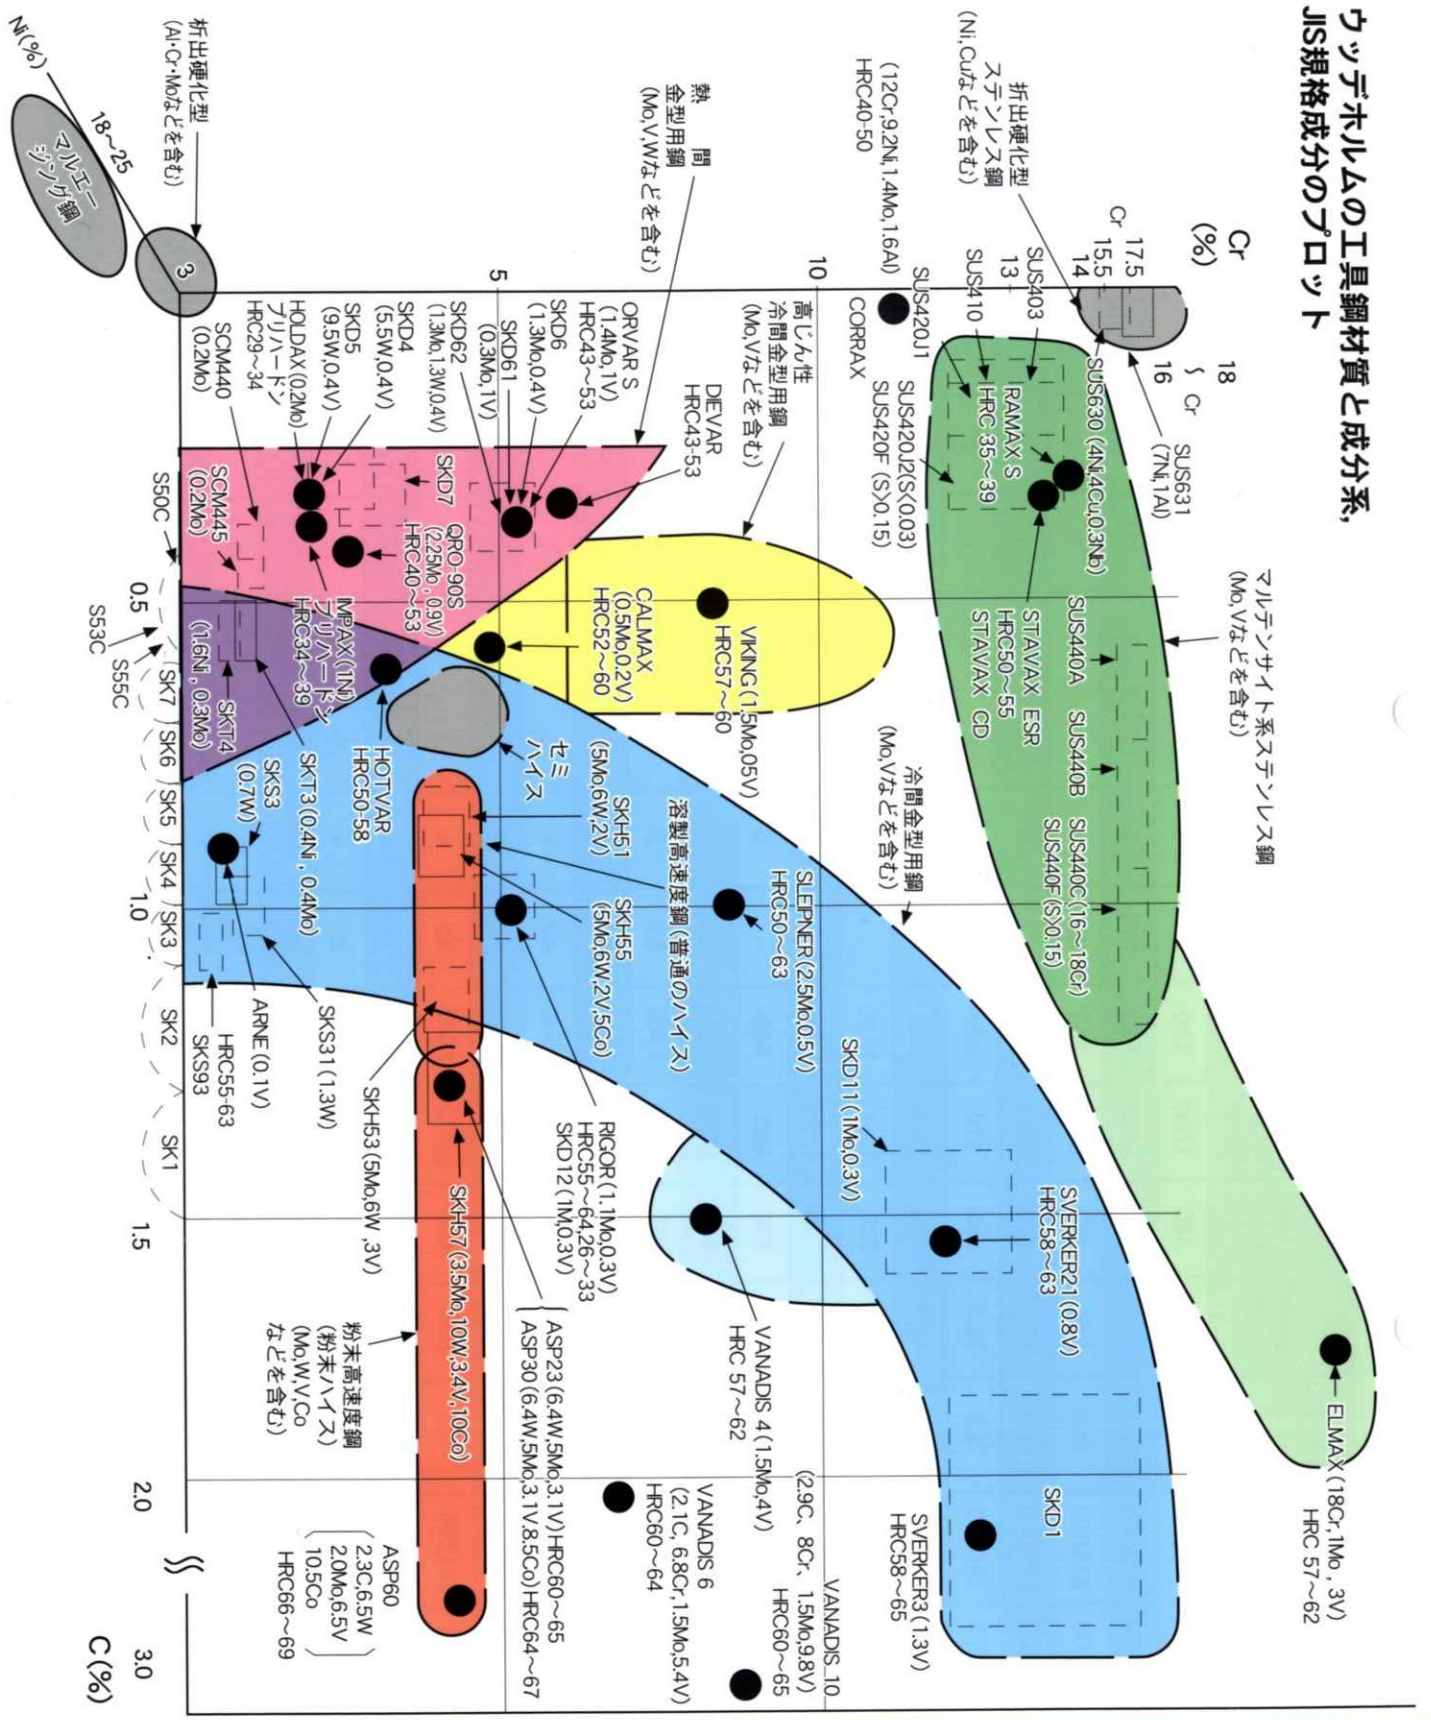 ウッデホルムの工具鋼材質と成分系,
JIS規格成分のプロット
Cr
(%)
18
〜 Cr
16
Cr 17.5
15.5
14
13
10
5
3
Ni(%)
18〜25
マルエー
ジング鋼
析出硬化型
(Al・Cr・Moなどを含む)
折出硬化型
ステンレス鋼
(Ni,Cuなどを含む)
SUS631
(7Ni,1Al)
SUS630 (4Ni,4Cu,0.3Nb)
SUS403
SUS410
SUS420J1
RAMAX S
HRC 35〜39
SUS420J2(S(<0.03)
SUS420F (S)>0.15)
(12Cr,9.2Ni,1.4Mo,1.6Al)
HRC40-50
CORRAX
STAVAX ESR
HRC50〜55
STAVAX CD
マルテンサイト系ステンレス鋼
(Mo,Vなどを含む)
SUS440A
SUS440B
SUS440C (16〜18Cr)
SUS440F (S)0.15)
ELMAX (18Cr,1Mo , 3V)
HRC 57〜62
高じん性
冷間金型用鋼
(Mo,Vなどを含む)
VIKING (1.5Mo,05V)
HRC57〜60
CALMAX
(0.5Mo,0.2V)
HRC52〜60
冷間金型用鋼
(Mo,Vなどを含む)
SLEIPNER (2.5Mo,0.5V)
HRC50〜63
SKD11 (1Mo,0.3V)
SVERKER21 (0.8V)
HRC58〜63
SKD1
SVERKER3 (1.3V)
HRC58〜65
VANADIS 10
(2.9C、8Cr、1.5Mo,9.8V)
HRC60〜65
VANADIS 4 (1.5Mo,4V)
HRC 57〜62
VANADIS 6
(2.1C, 6.8Cr,1.5Mo,5.4V)
HRC60〜64
熱 間
金型用鋼
(Mo,V,Wなどを含む)
DIEVAR
HRC43-53
ORVAR S
(1.4Mo,1V)
HRC43〜53
SKD6
(1.3Mo,0.4V)
SKD61
(0.3Mo,1V)
SKD62
(1.3Mo,1.3W,0.4V)
SKD4
(5.5W,0.4V)
SKD5
(9.5W,0.4V)
HOLDAX (0.2Mo)
プリハードン
HRC29〜34
SCM440
(0.2Mo)
SKD7
QRO-90S
(2.25Mo , 0.9V)
HRC40〜53
IMPAX (1Ni)
プリハードン
HRC34〜39
SCM445
(0.2Mo)
SKT4
(1.6Ni , 0.3Mo)
SKT3 (0.4Ni , 0.4Mo)
HOTVAR
HRC50-58
セミ
ハイス
溶製高速度鋼 (普通のハイス)
SKH51
(5Mo,6W,2V)
SKH55
(5Mo,6W,2V,5Co)
RIGOR (1.1Mo,0.3V)
HRC55〜64,26〜33
SKD12 (1M,0.3V)
SKS3
(0.7W)
SKS31 (1.3W)
ARNE (0.1V)
HRC55-63
SKS93
SKH53 (5Mo,6W ,3V)
SKH57 (3.5Mo,10W,3.4V,10Co)
ASP23 (6.4W,5Mo,3.1V) HRC60〜65
ASP30 (6.4W,5Mo,3.1V.8.5Co) HRC64〜67
粉末高速度鋼
(粉末ハイス)
(Mo,W,V,Co
などを含む)
ASP60
2.3C,6.5W
2.0Mo,6.5V
10.5Co
HRC66〜69
S50C
S53C
S55C
SK7
SK6
SK5
SK4
SK3
SK2
SK1
0.5
1.0
1.5
2.0
3.0
C (%)